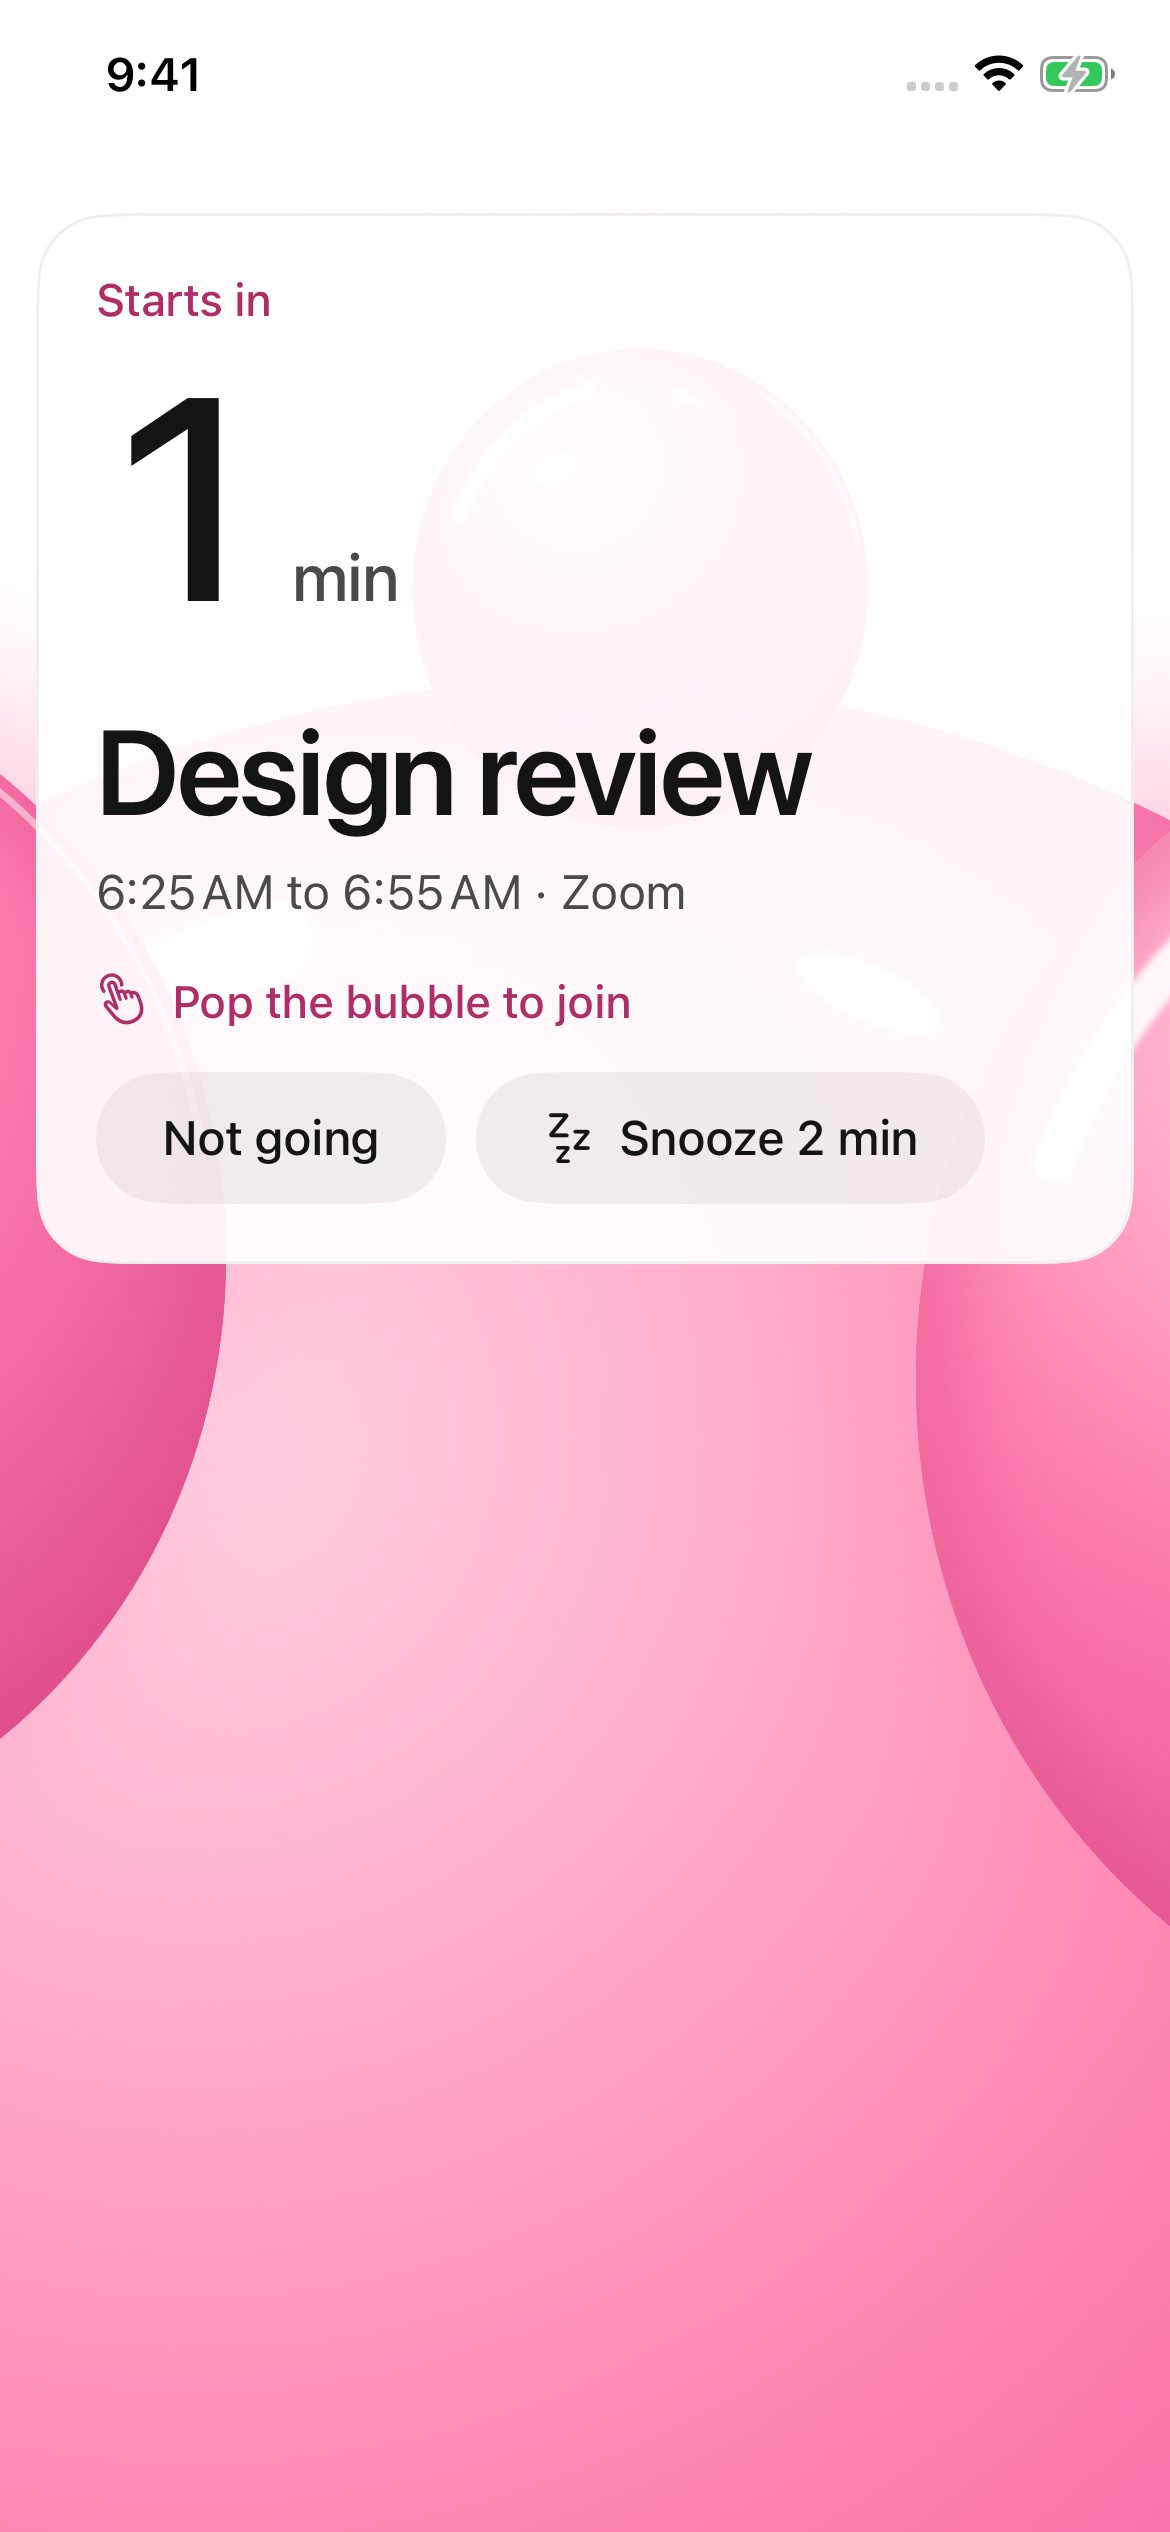 9:41
Starts in
1 min
Design review
6:25 AM to 6:55 AM · Zoom
Pop the bubble to join
Not going
Snooze 2 min